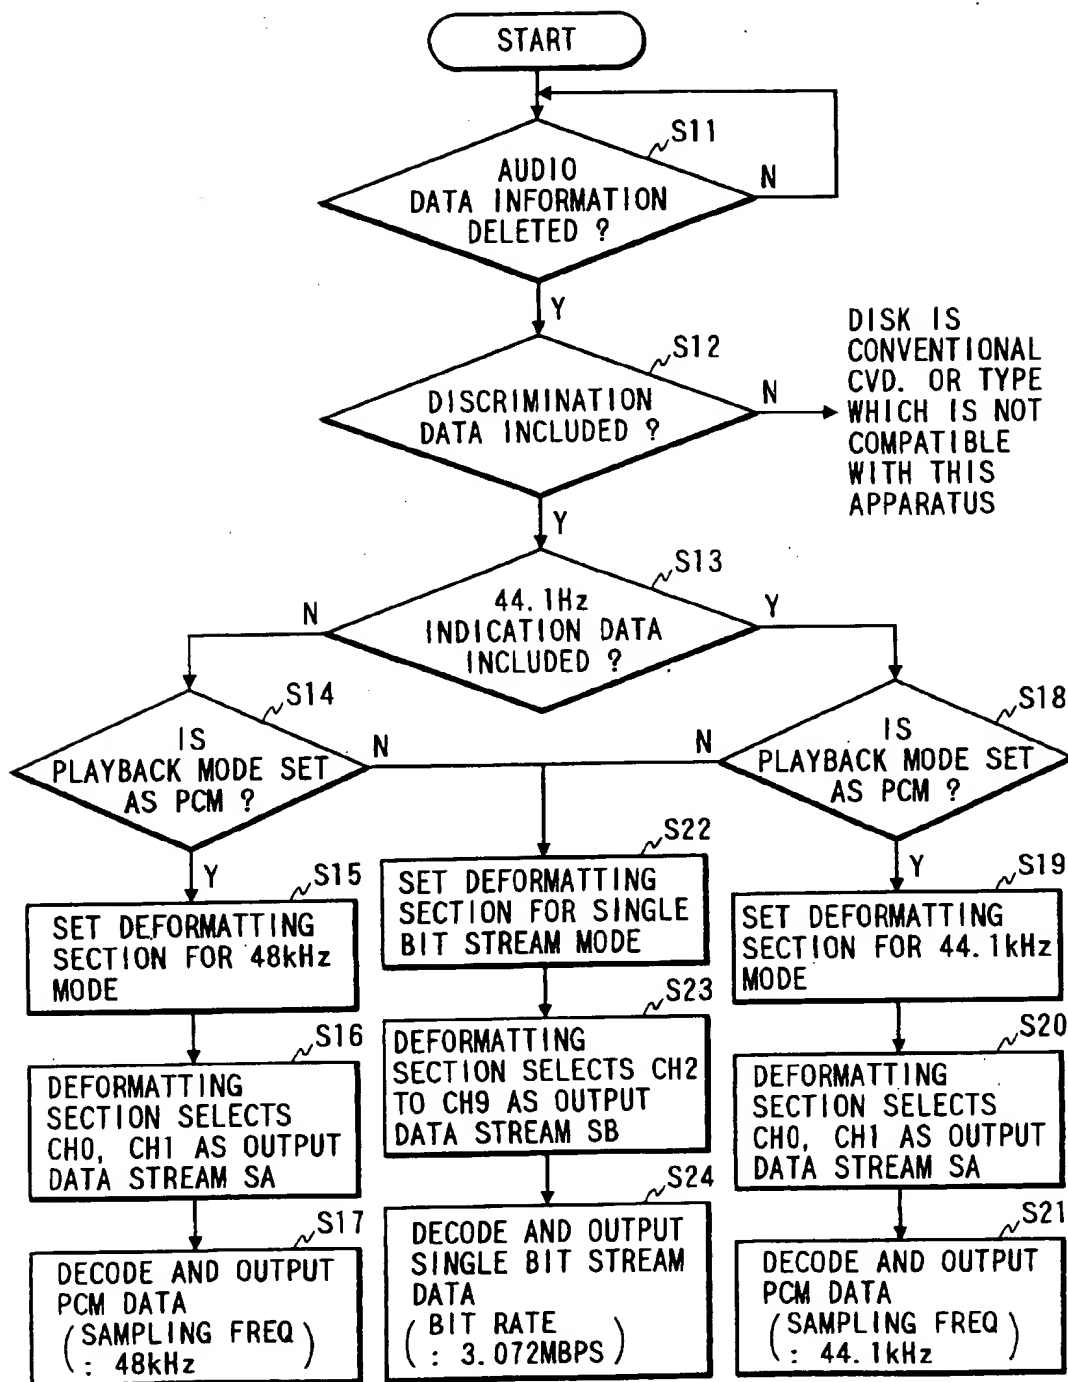 START
S11
AUDIO
DATA INFORMATION
DELETED ?
N
Y
S12
DISCRIMINATION
DATA INCLUDED ?
N
DISK IS
CONVENTIONAL
CVD. OR TYPE
WHICH IS NOT
COMPATIBLE
WITH THIS
APPARATUS
Y
S13
44.1Hz
INDICATION DATA
INCLUDED ?
N
Y
S14
IS
PLAYBACK MODE SET
AS PCM ?
N
Y
S18
IS
PLAYBACK MODE SET
AS PCM ?
N
Y
S15
SET DEFORMATTING
SECTION FOR 48kHz
MODE
S22
SET DEFORMATTING
SECTION FOR SINGLE
BIT STREAM MODE
S19
SET DEFORMATTING
SECTION FOR 44.1kHz
MODE
S16
DEFORMATTING
SECTION SELECTS
CH0, CH1 AS OUTPUT
DATA STREAM SA
S23
DEFORMATTING
SECTION SELECTS CH2
TO CH9 AS OUTPUT
DATA STREAM SB
S20
DEFORMATTING
SECTION SELECTS
CH0, CH1 AS OUTPUT
DATA STREAM SA
S17
DECODE AND OUTPUT
PCM DATA
(SAMPLING FREQ
: 48kHz)
S24
DECODE AND OUTPUT
SINGLE BIT STREAM
DATA
(BIT RATE
: 3.072MBPS)
S21
DECODE AND OUTPUT
PCM DATA
(SAMPLING FREQ
: 44.1kHz)